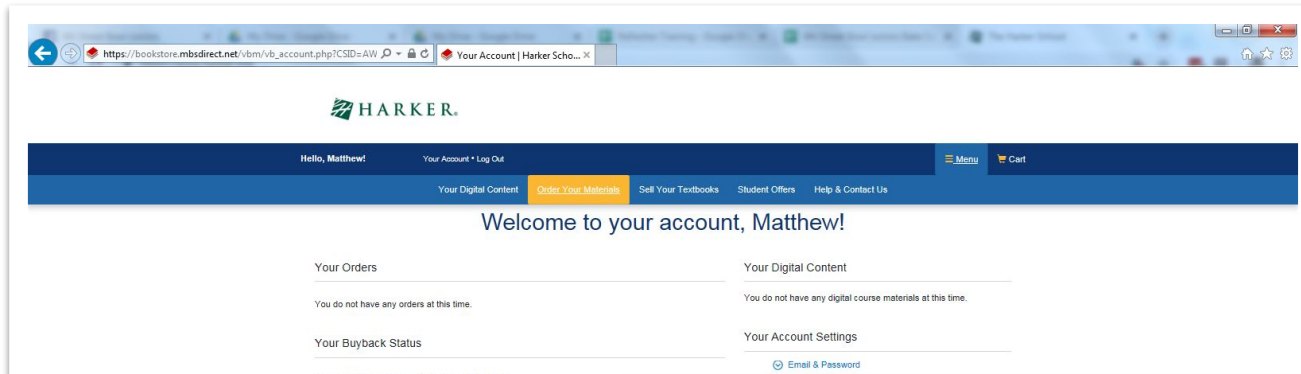 https://bookstore.mbsdirect.net/vbm/vb_account.php?CSID=AW
Your Account | Harker Scho...
HARKER®
Hello, Matthew!
Your Account • Log Out
Menu
Cart
Your Digital Content
Order Your Materials
Sell Your Textbooks
Student Offers
Help & Contact Us
Welcome to your account, Matthew!
Your Orders
You do not have any orders at this time.
Your Buyback Status
Your Digital Content
You do not have any digital course materials at this time.
Your Account Settings
Email & Password